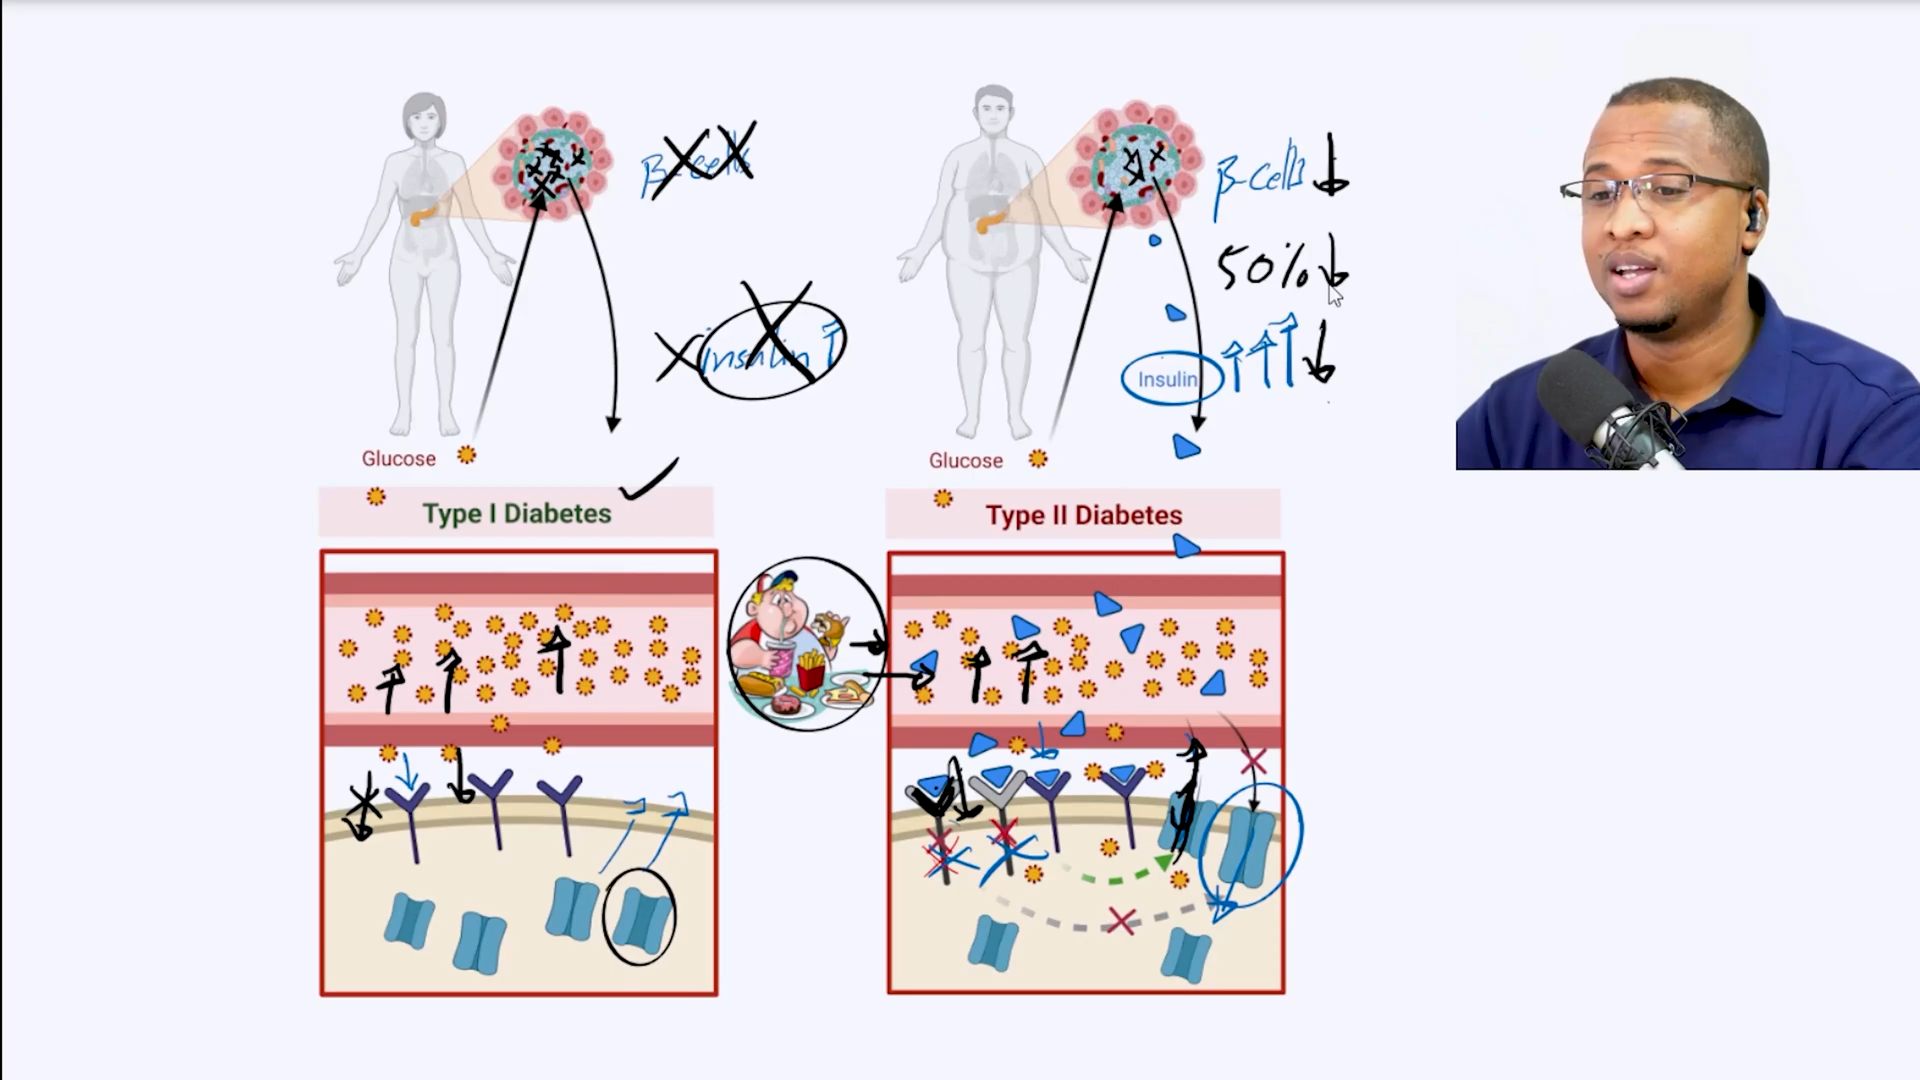 β-cells
insulin ↑
Glucose
Type I Diabetes
β-cells ↓
50% ↓
Insulin ↑↑↑↓
Glucose
Type II Diabetes